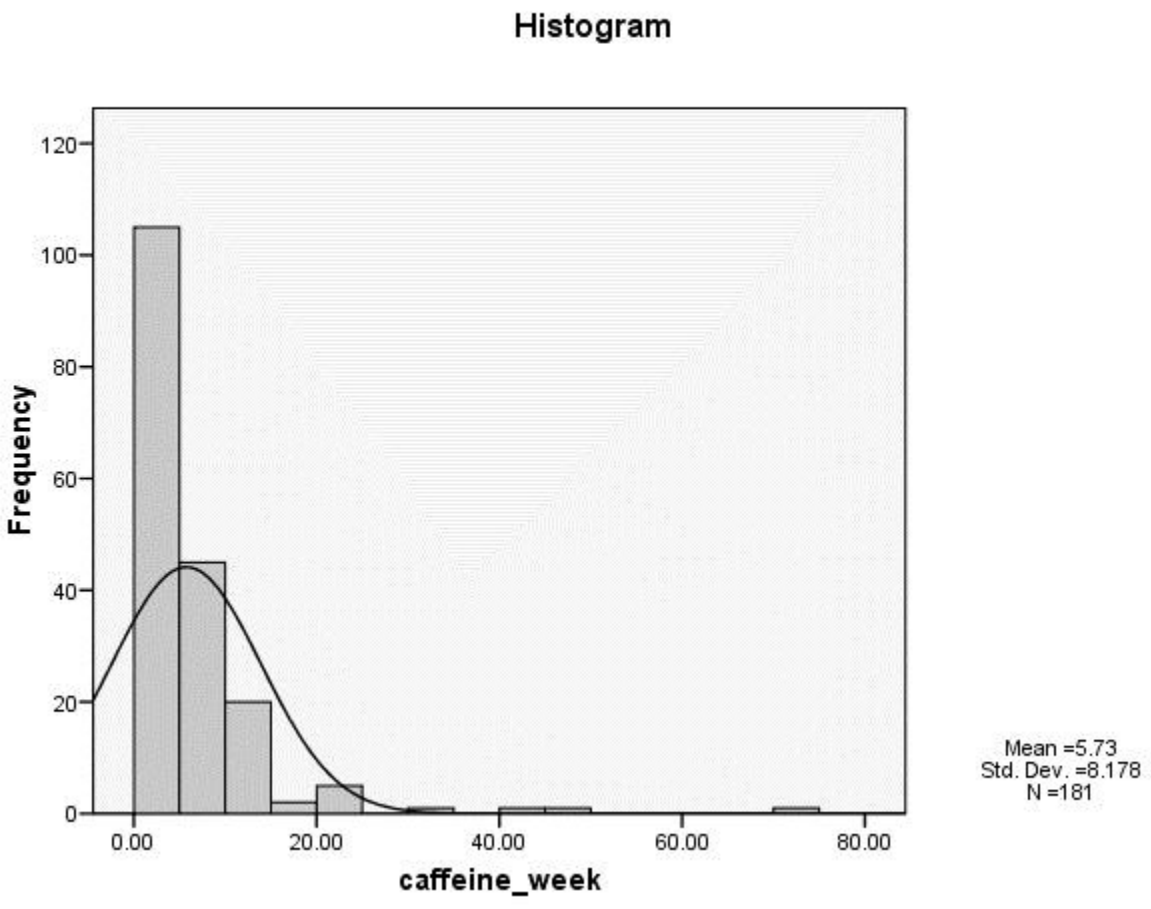 Histogram
120
100
80
60
40
20
0
Frequency
0.00 20.00 40.00 60.00 80.00
caffeine_week
Mean =5.73
Std. Dev. =8.178
N =181